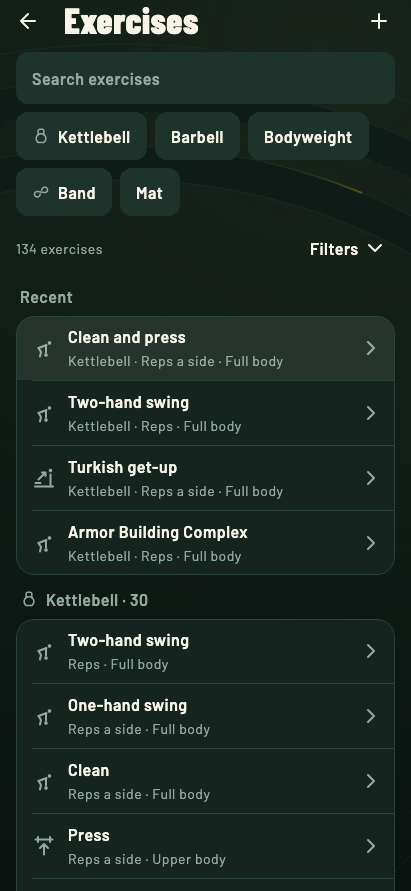 Exercises
Search exercises
Kettlebell
Barbell
Bodyweight
Band
Mat
134 exercises
Filters
Recent
Clean and press
Kettlebell · Reps a side · Full body
Two-hand swing
Kettlebell · Reps · Full body
Turkish get-up
Kettlebell · Reps a side · Full body
Armor Building Complex
Kettlebell · Reps · Full body
Kettlebell · 30
Two-hand swing
Reps · Full body
One-hand swing
Reps a side · Full body
Clean
Reps a side · Full body
Press
Reps a side · Upper body